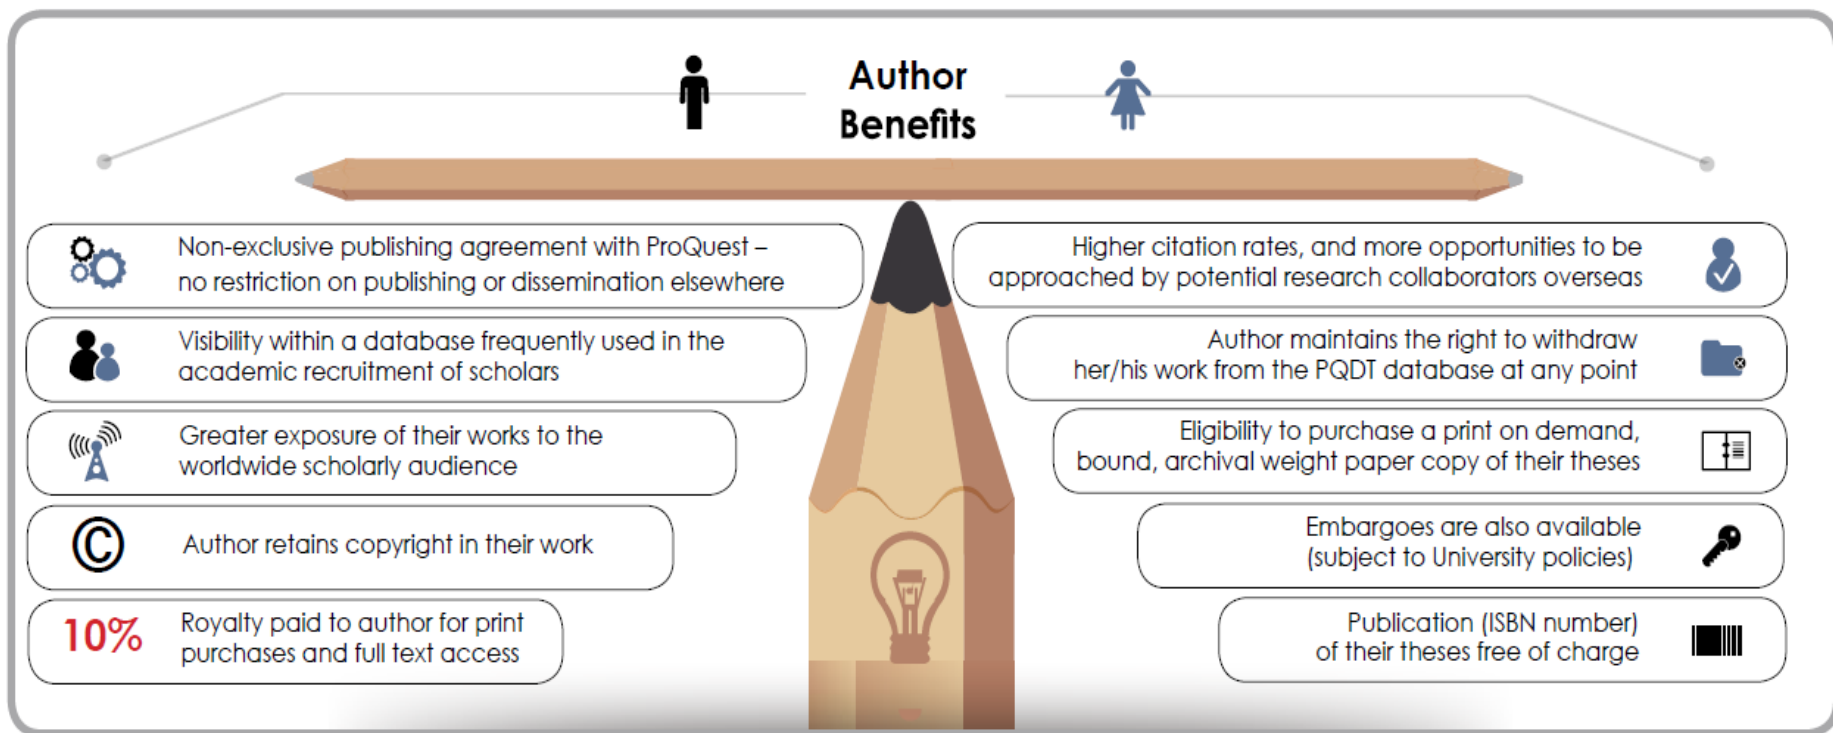 Author
Benefits
Non-exclusive publishing agreement with ProQuest –
no restriction on publishing or dissemination elsewhere
Visibility within a database frequently used in the
academic recruitment of scholars
Greater exposure of their works to the
worldwide scholarly audience
©
Author retains copyright in their work
10%
Royalty paid to author for print
purchases and full text access
Higher citation rates, and more opportunities to be
approached by potential research collaborators overseas
Author maintains the right to withdraw
her/his work from the PQDT database at any point
Eligibility to purchase a print on demand,
bound, archival weight paper copy of their theses
Embargoes are also available
(subject to University policies)
Publication (ISBN number)
of their theses free of charge